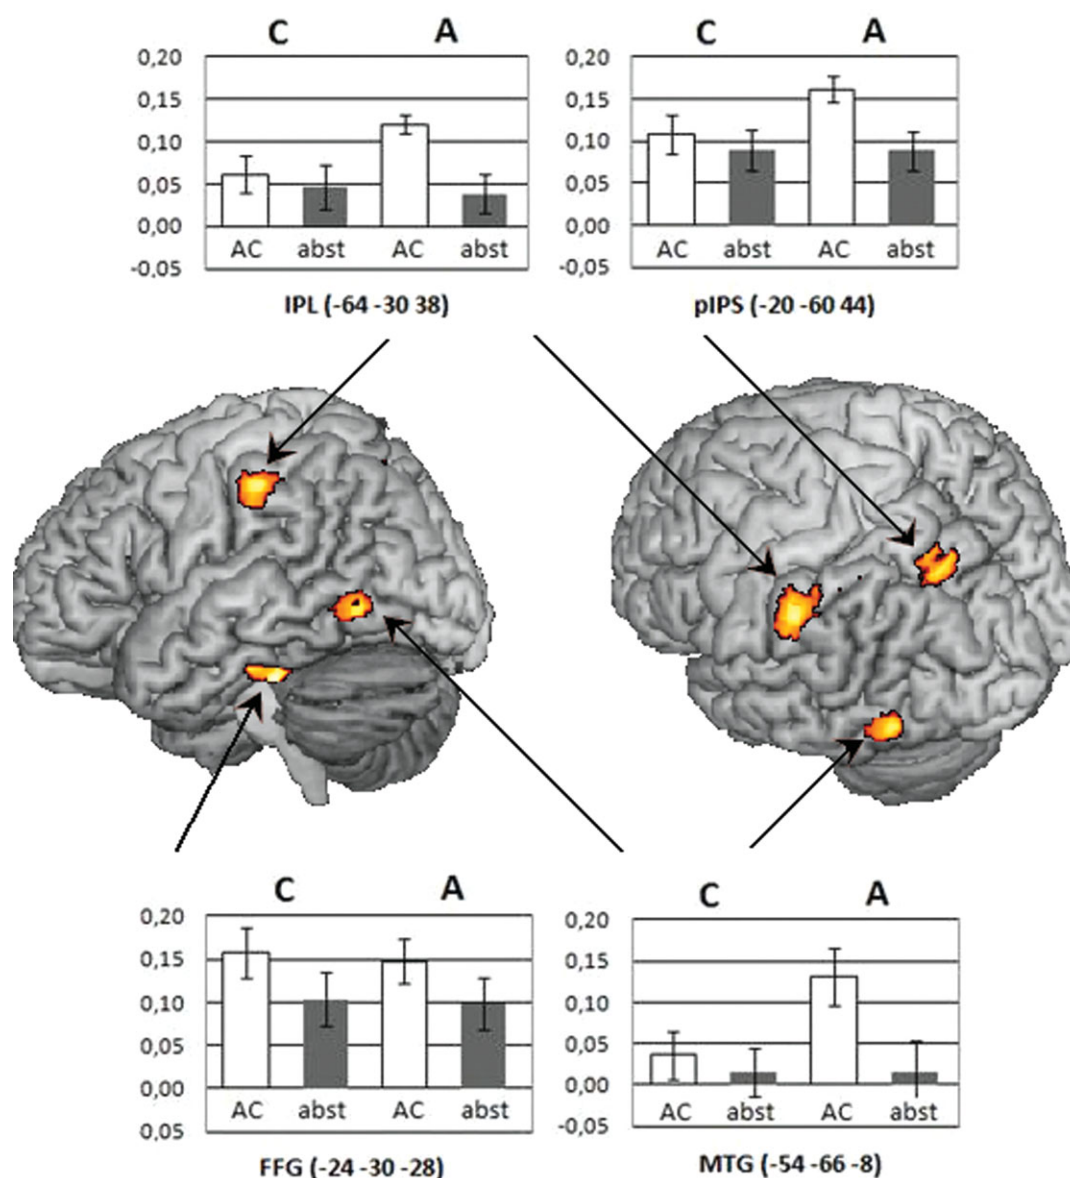 C A
0,20
0,15
0,10
0,05
0,00
-0,05
AC abst AC abst
IPL (-64 -30 38)
C A
0,20
0,15
0,10
0,05
0,00
-0,05
AC abst AC abst
pIPS (-20 -60 44)
C A
0,20
0,15
0,10
0,05
0,00
0,05
AC abst AC abst
FFG (-24 -30 -28)
C A
0,20
0,15
0,10
0,05
0,00
-0,05
AC abst AC abst
MTG (-54 -66 -8)